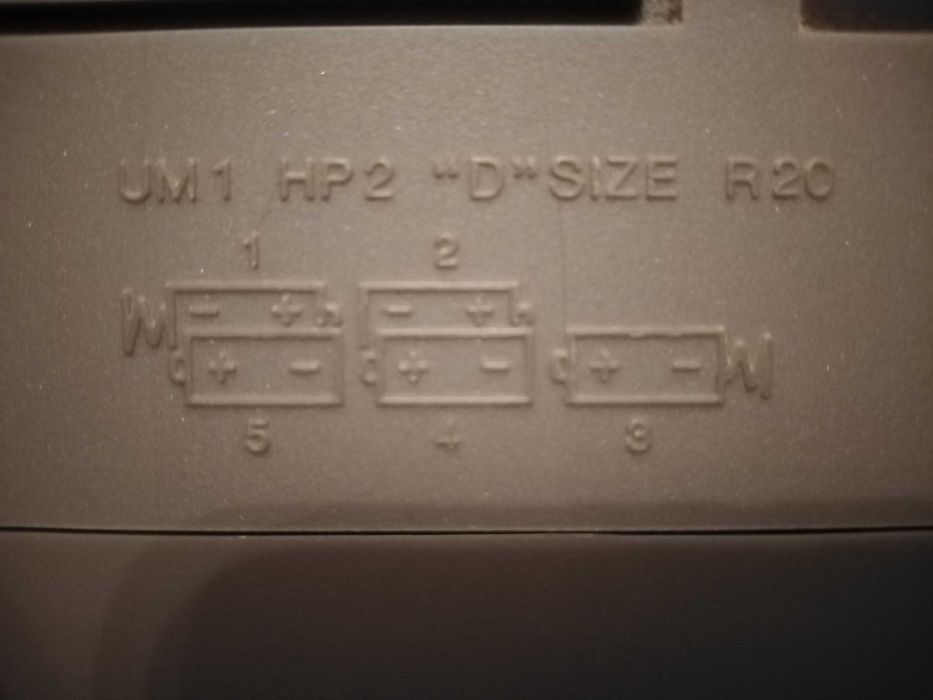 UM1 HP2 "D" SIZE R20
1 2
- + - +
+ - + - + -
5 4 3